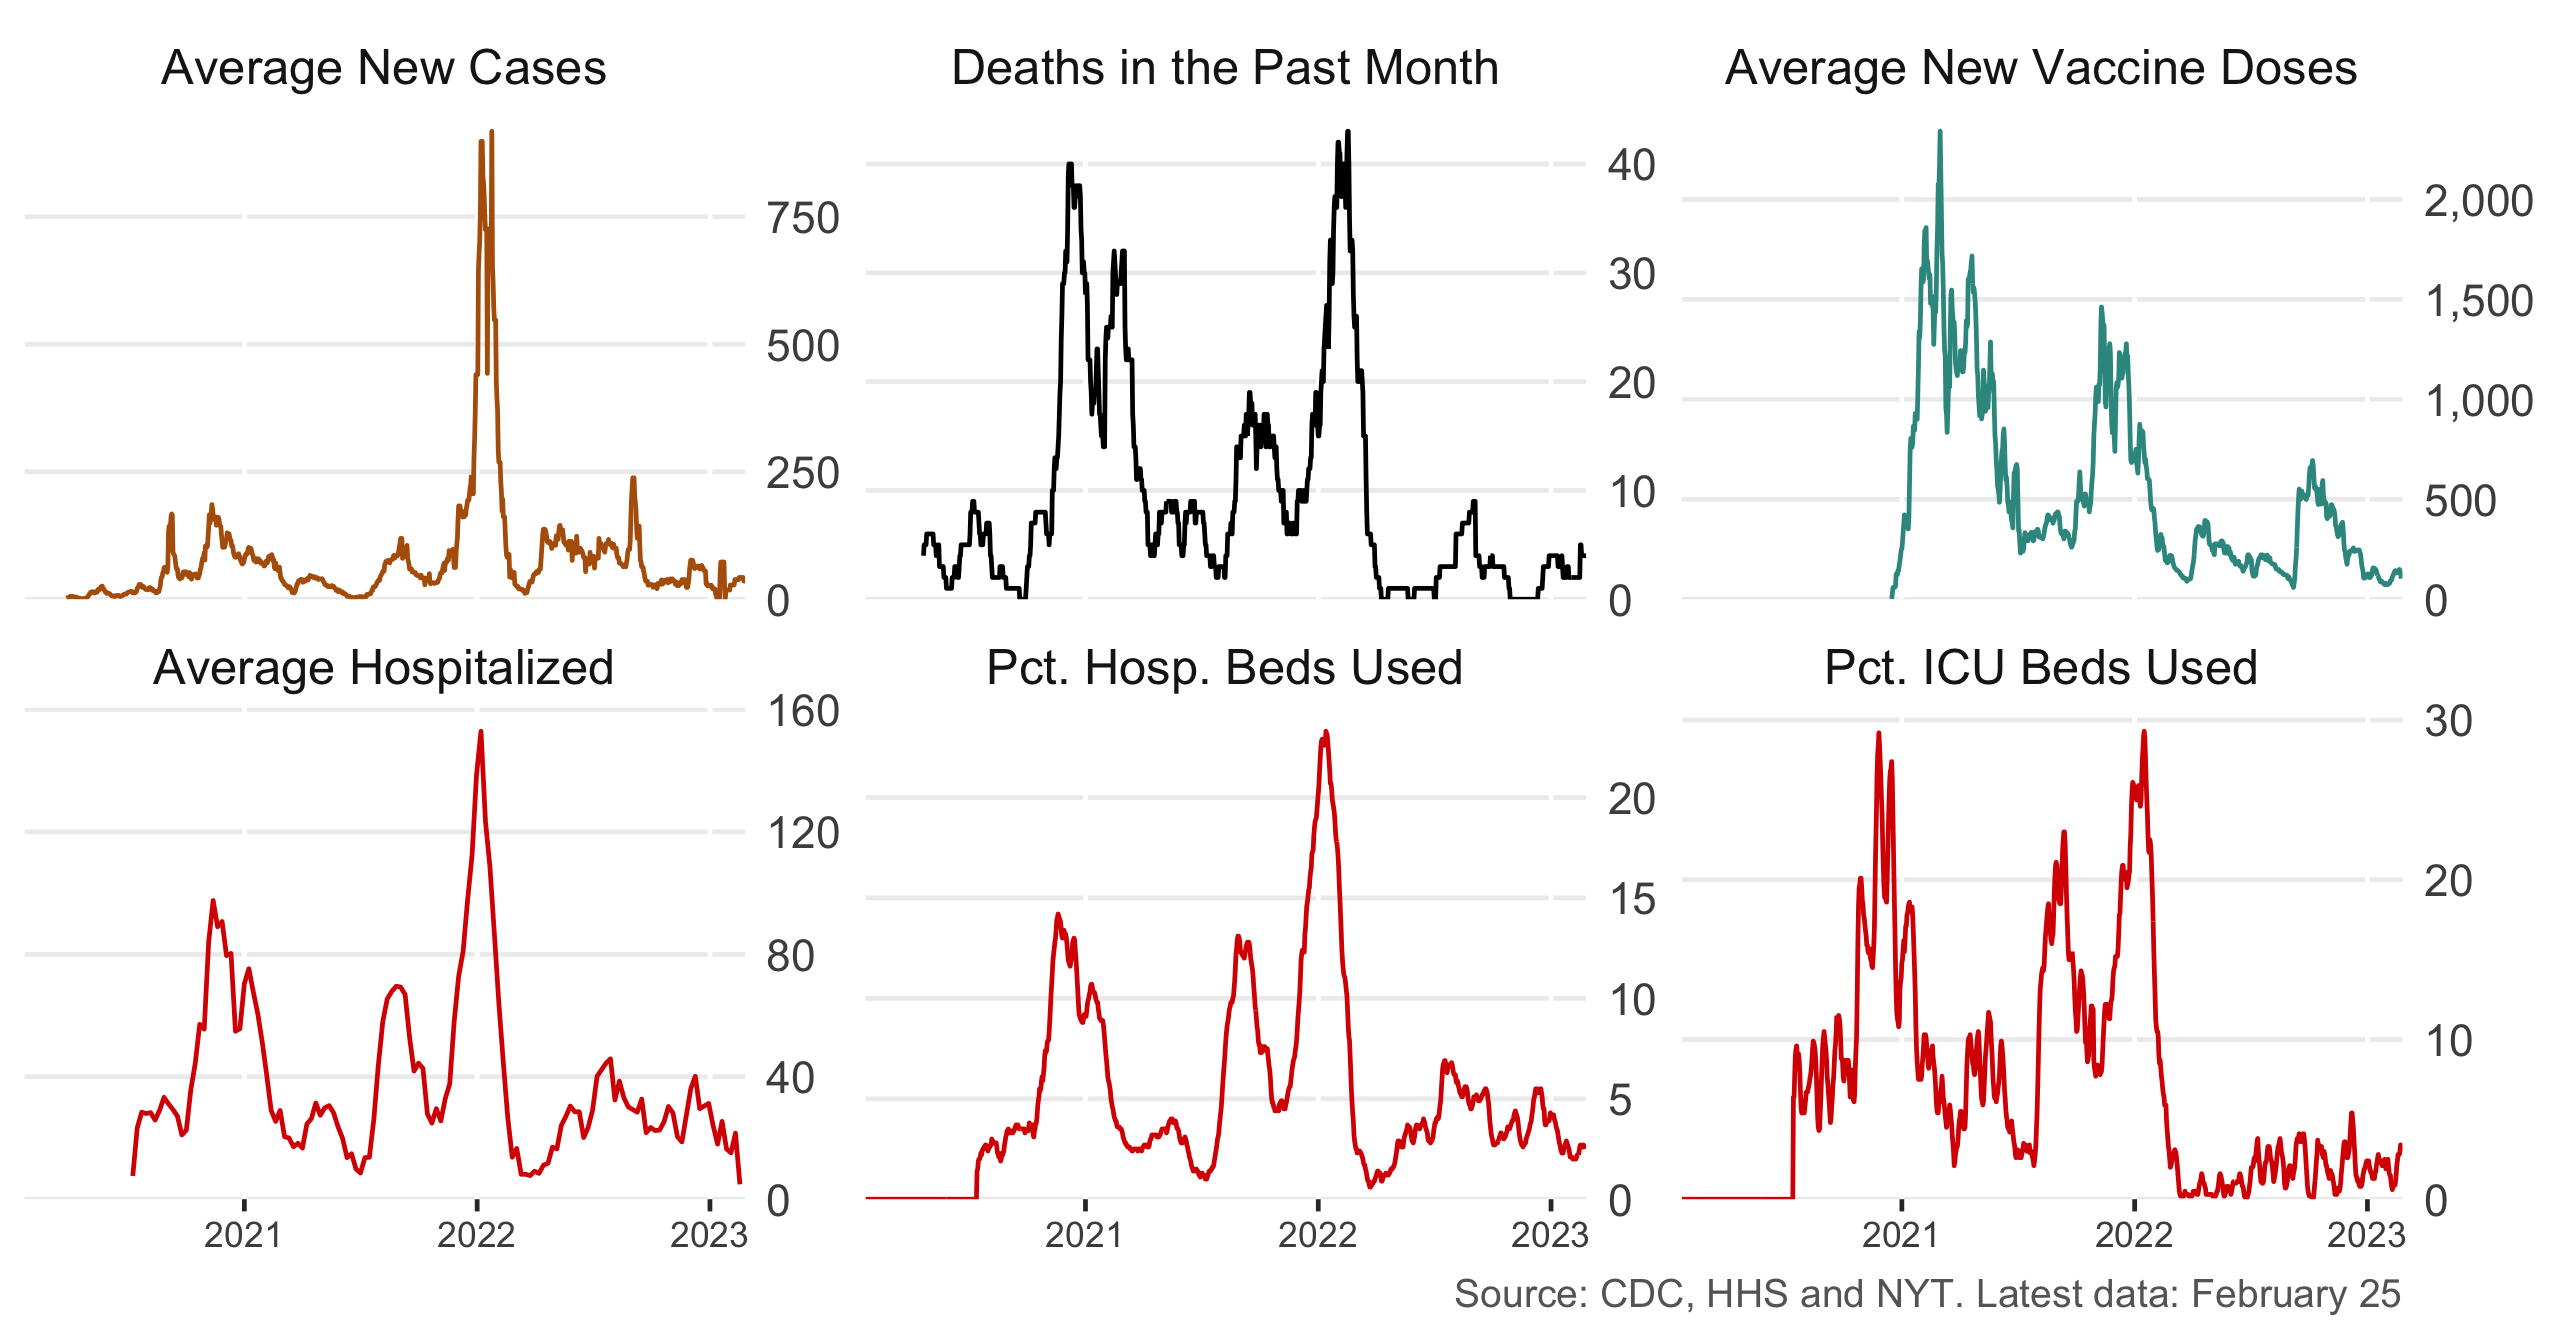 Average New Cases
750
500
250
0
Deaths in the Past Month
40
30
20
10
0
Average New Vaccine Doses
2,000
1,500
1,000
500
0
Average Hospitalized
160
120
80
40
0
2021 2022 2023
Pct. Hosp. Beds Used
20
15
10
5
0
2021 2022 2023
Pct. ICU Beds Used
30
20
10
0
2021 2022 2023
Source: CDC, HHS and NYT. Latest data: February 25